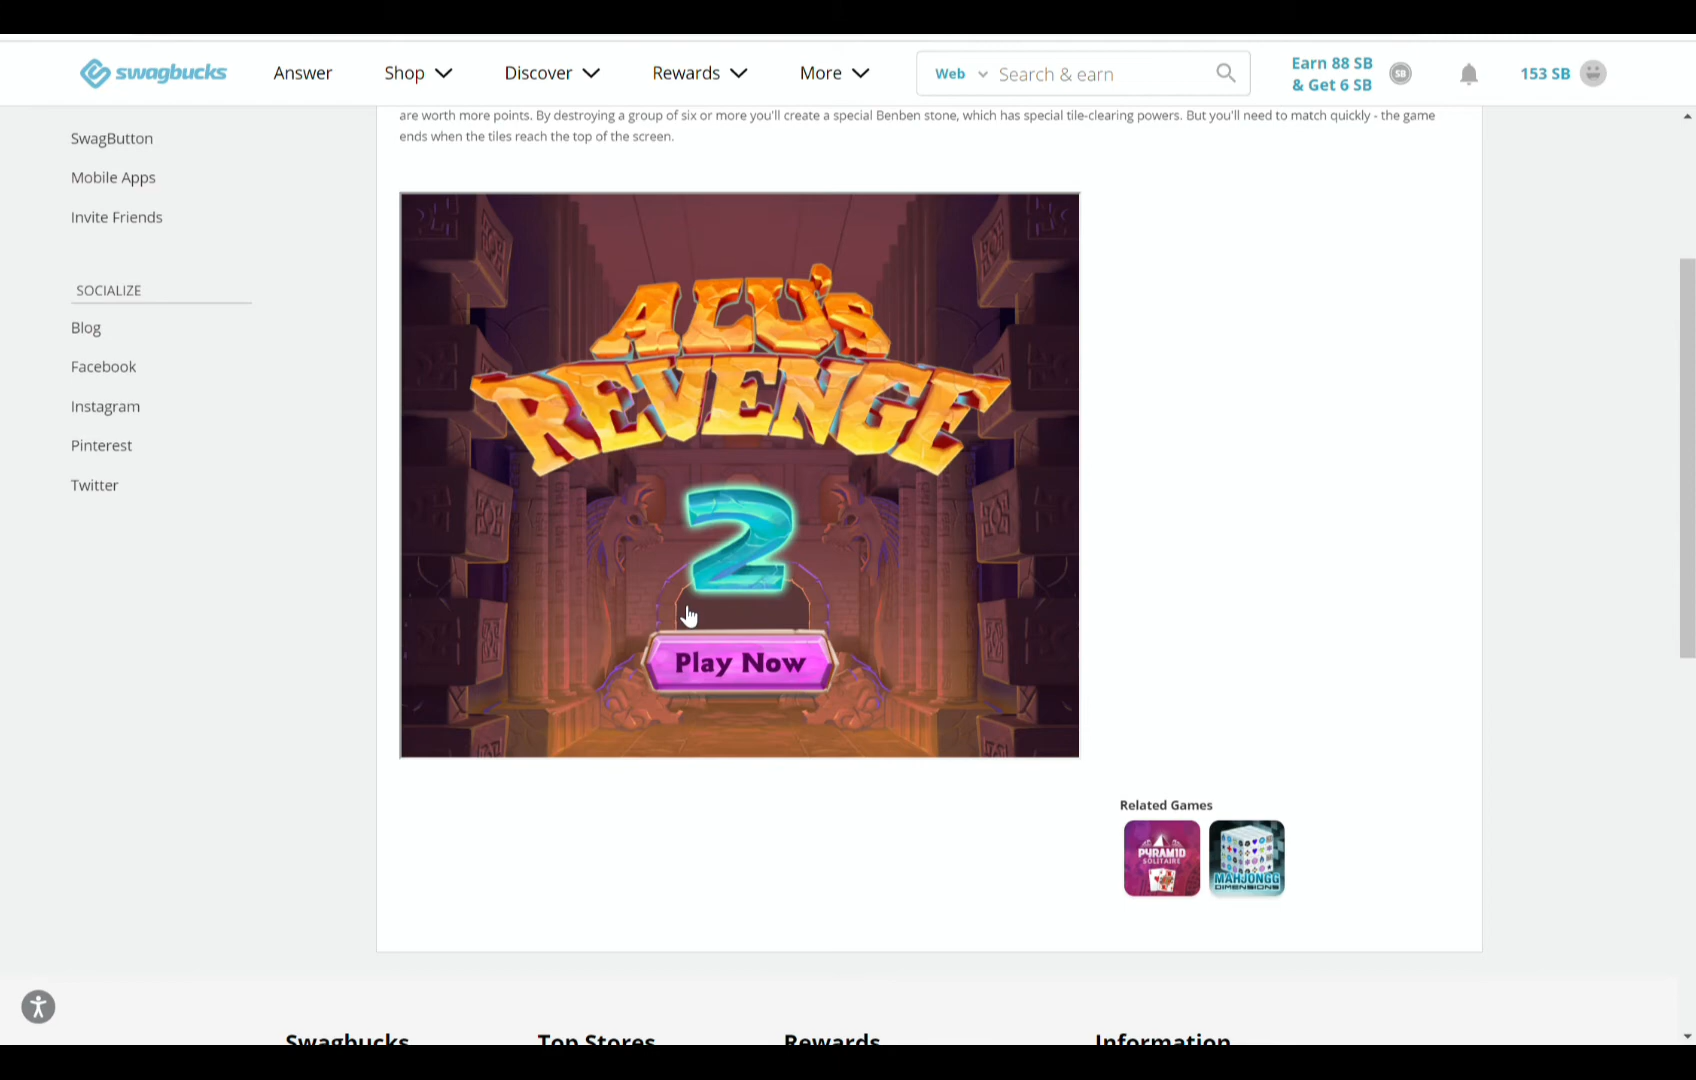 swagbucks
Answer
Shop
Discover
Rewards
More
Web
Search & earn
Earn 88 SB
& Get 6 SB
SB
153 SB
are worth more points. By destroying a group of six or more you'll create a special Benben stone, which has special tile-clearing powers. But you'll need to match quickly - the game
ends when the tiles reach the top of the screen.
SwagButton
Mobile Apps
Invite Friends
SOCIALIZE
Blog
Facebook
Instagram
Pinterest
Twitter
ALU'S
REVENGE
2
Play Now
Related Games
PYRAMID
SOLITAIRE
MAHJONGG
DIMENSIONS
Swagbucks
Top Stores
Rewards
Information